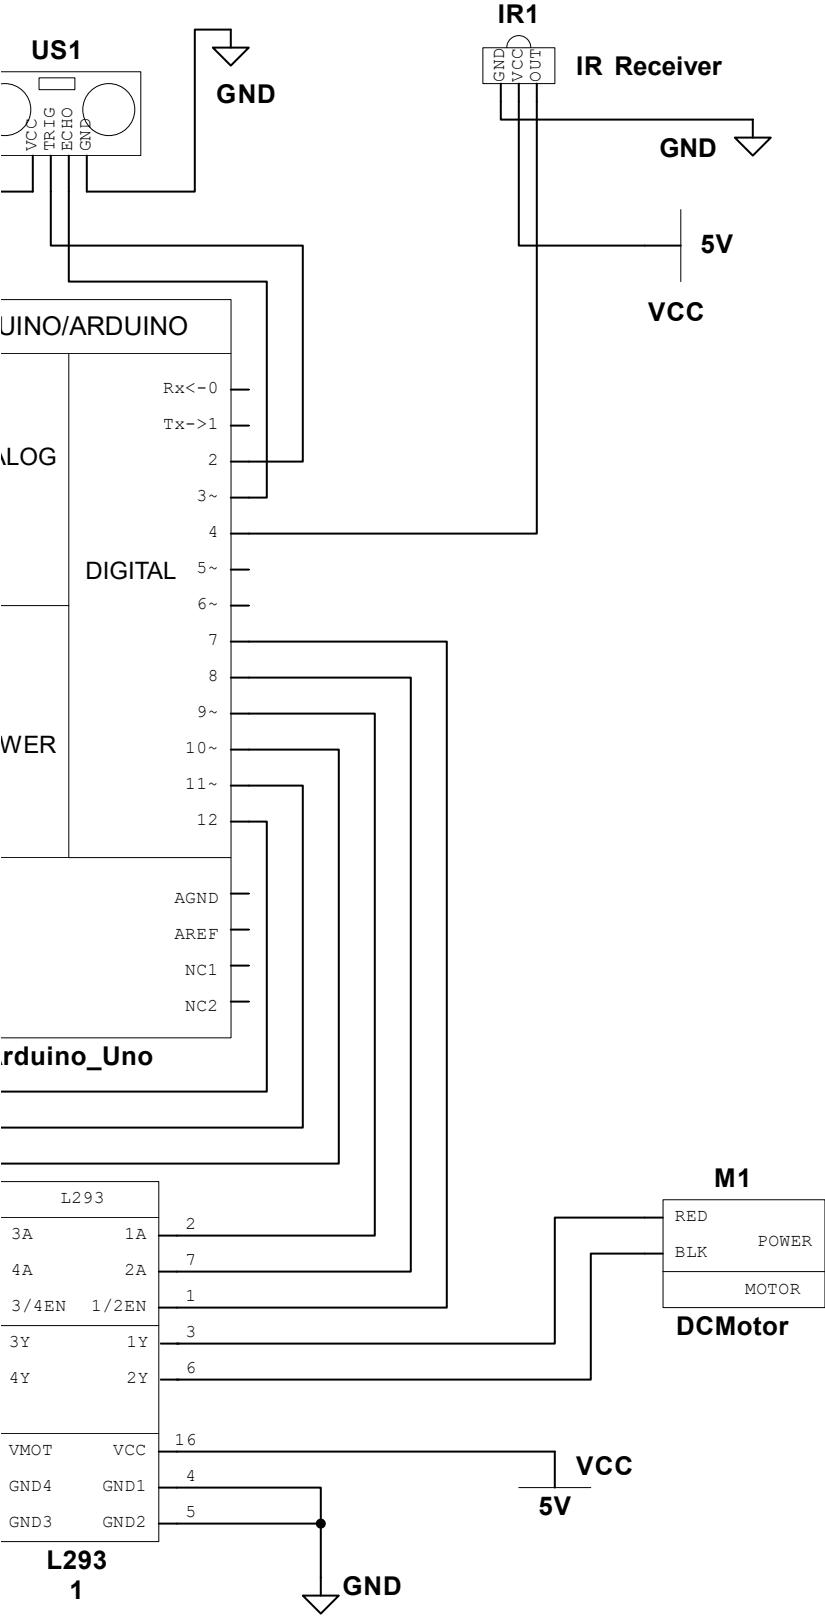 IR1
US1
GND
VCC
OUT
IR Receiver
GND
VCC
TRIG
ECHO
GND
GND
5V
VCC
UINO/ARDUINO
Rx<-0
Tx->1
ALOG
2
3~
4
DIGITAL
5~
6~
7
8
9~
WER
10~
11~
12
AGND
AREF
NC1
NC2
rduino_Uno
M1
L293
RED
3A 1A 2
POWER
BLK
4A 2A 7
MOTOR
3/4EN 1/2EN 1
DCMotor
3Y 1Y 3
4Y 2Y 6
VMOT VCC 16
VCC
GND4 GND1 4
5V
GND3 GND2 5
L293
1
GND